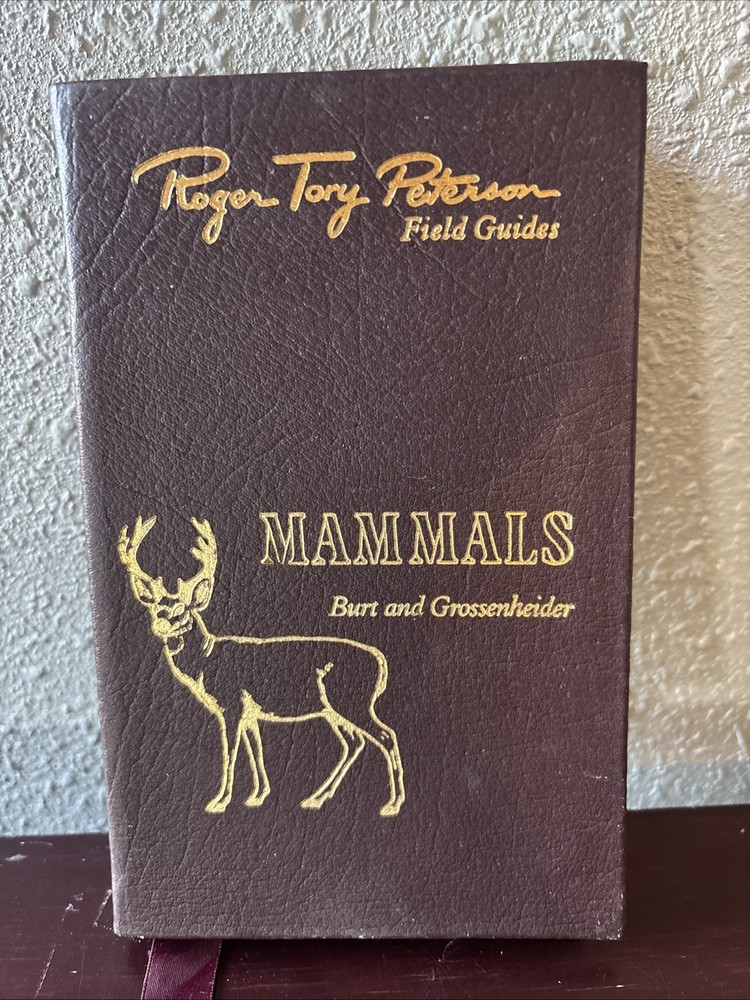 Roger Tory Peterson
Field Guides
MAMMALS
Burt and Grossenheider